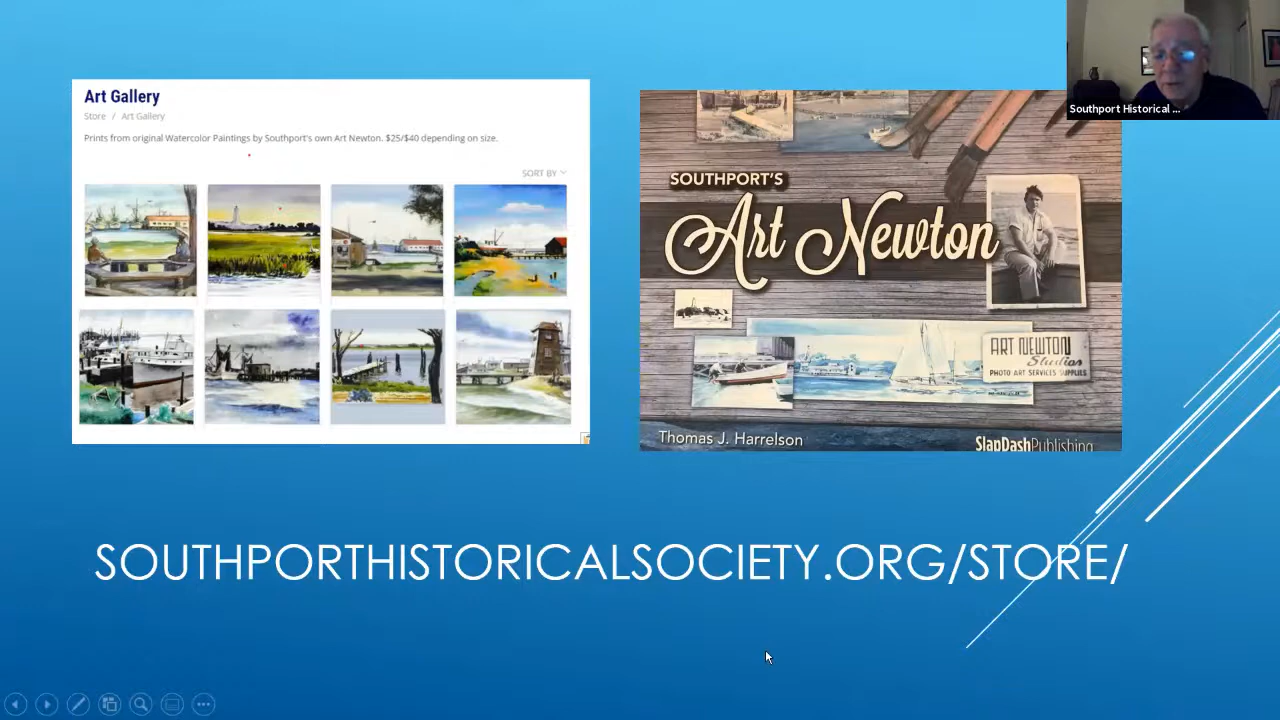 Art Gallery
Store / Art Gallery
Prints from original Watercolor Paintings by Southport's own Art Newton. $25/$40 depending on size.
SORT BY
SOUTHPORT'S
Art Newton
ART NEWTON
Studios
PHOTO ART SERVICES SUPPLIES
Thomas J. Harrelson
SlapDashPublishing
Southport Historical ...
SOUTHPORTHISTORICALSOCIETY.ORG/STORE/